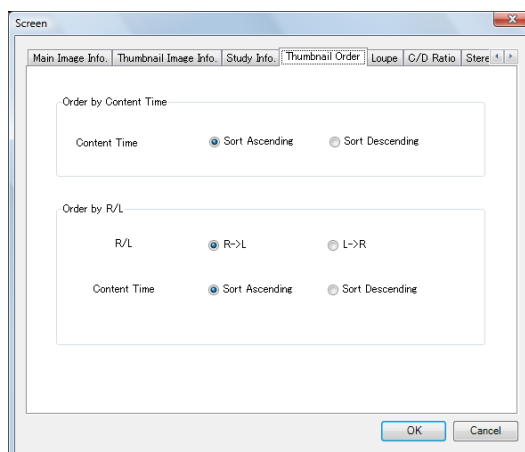 Screen
Main Image Info. Thumbnail Image Info. Study Info. Thumbnail Order Loupe C/D Ratio Stere
Order by Content Time
Content Time Sort Ascending Sort Descending
Order by R/L
R/L R->L L->R
Content Time Sort Ascending Sort Descending
OK Cancel